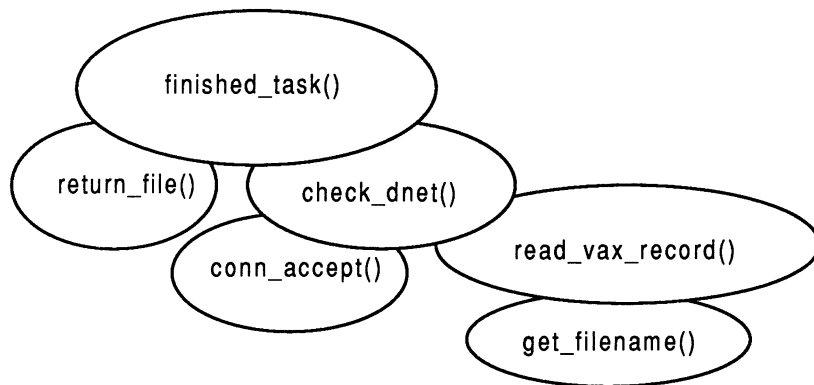 finished_task()
return_file()
check_dnet()
conn_accept()
read_vax_record()
get_filename()